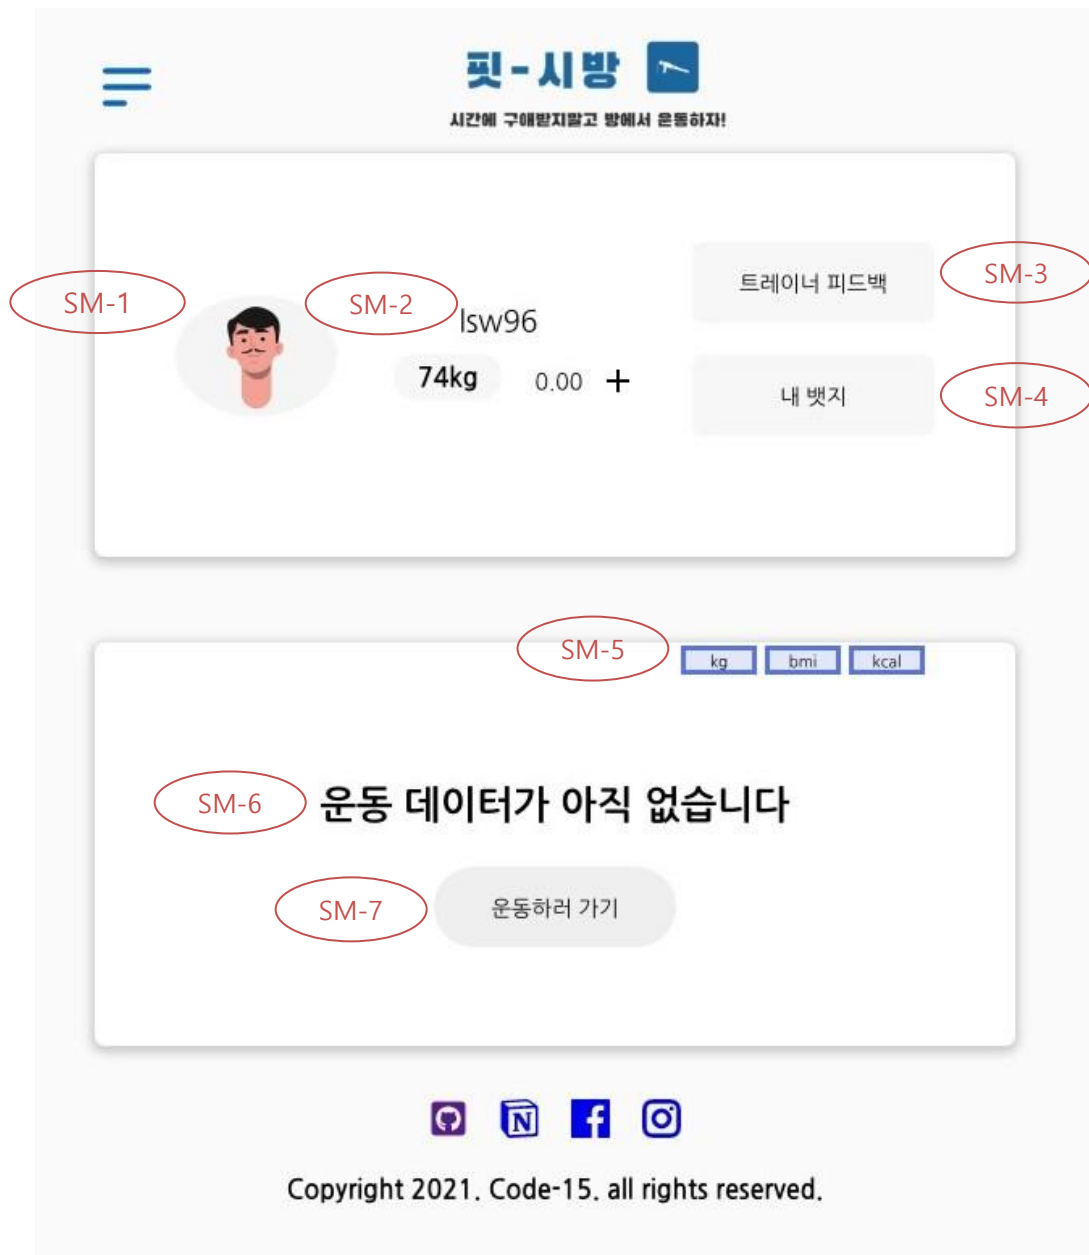 핏-시방
시간에 구애받지말고 방에서 운동하자!
SM-1
SM-2
lsw96
74kg 0.00 +
트레이너 피드백
SM-3
내 뱃지
SM-4
SM-5
kg bmi kcal
SM-6
운동 데이터가 아직 없습니다
SM-7
운동하러 가기
N
Copyright 2021. Code-15. all rights reserved.